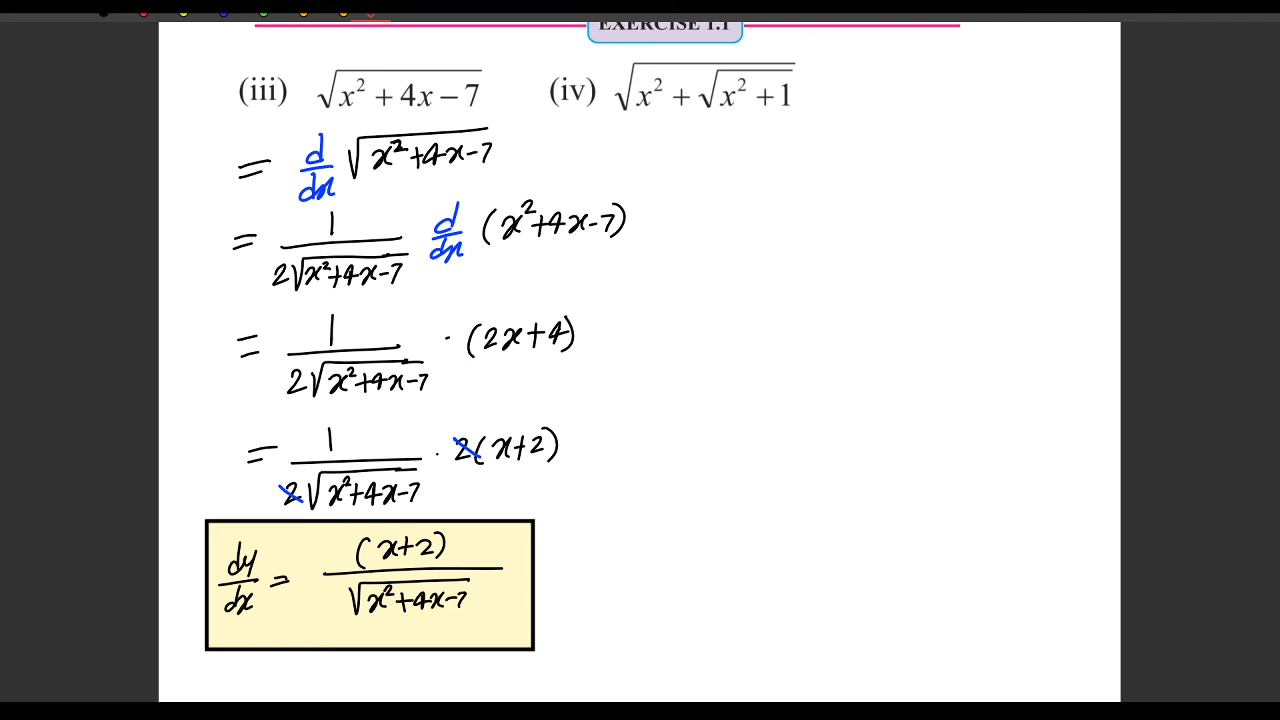 EXERCISE 1.1
(iii) √(x² + 4x − 7) (iv) √(x² + √(x² + 1))
= d/dx √(x²+4x-7)
= 1/(2√(x²+4x-7)) d/dx (x²+4x-7)
= 1/(2√(x²+4x-7)) · (2x+4)
= 1/(2√(x²+4x-7)) · 2(x+2)
dy/dx = (x+2)/√(x²+4x-7)